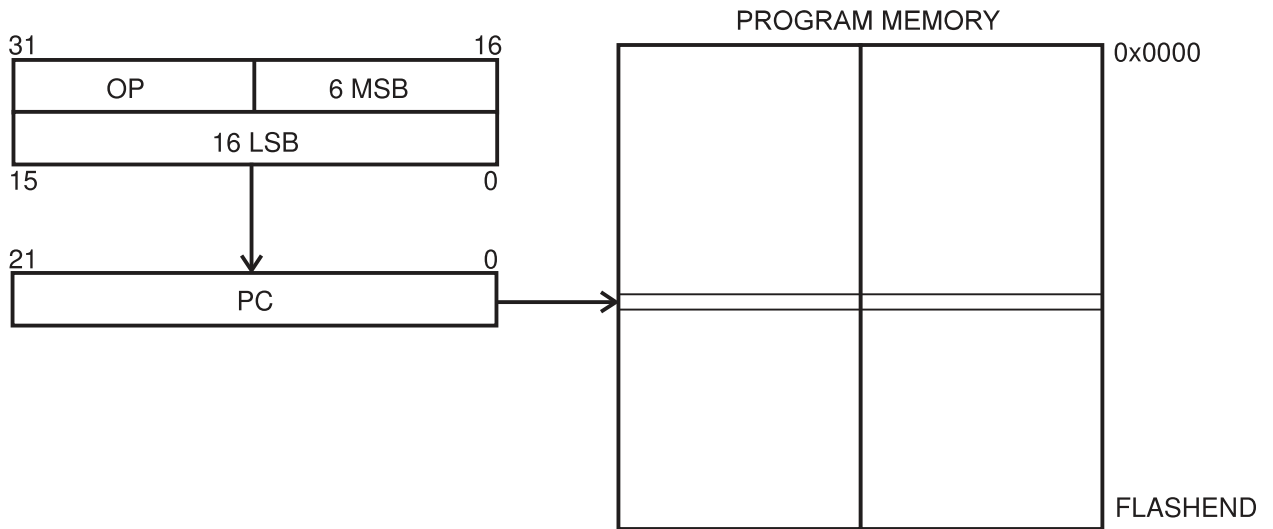 PROGRAM MEMORY
31 16
0x0000
OP 6 MSB
16 LSB
15 0
21 0
PC
FLASHEND